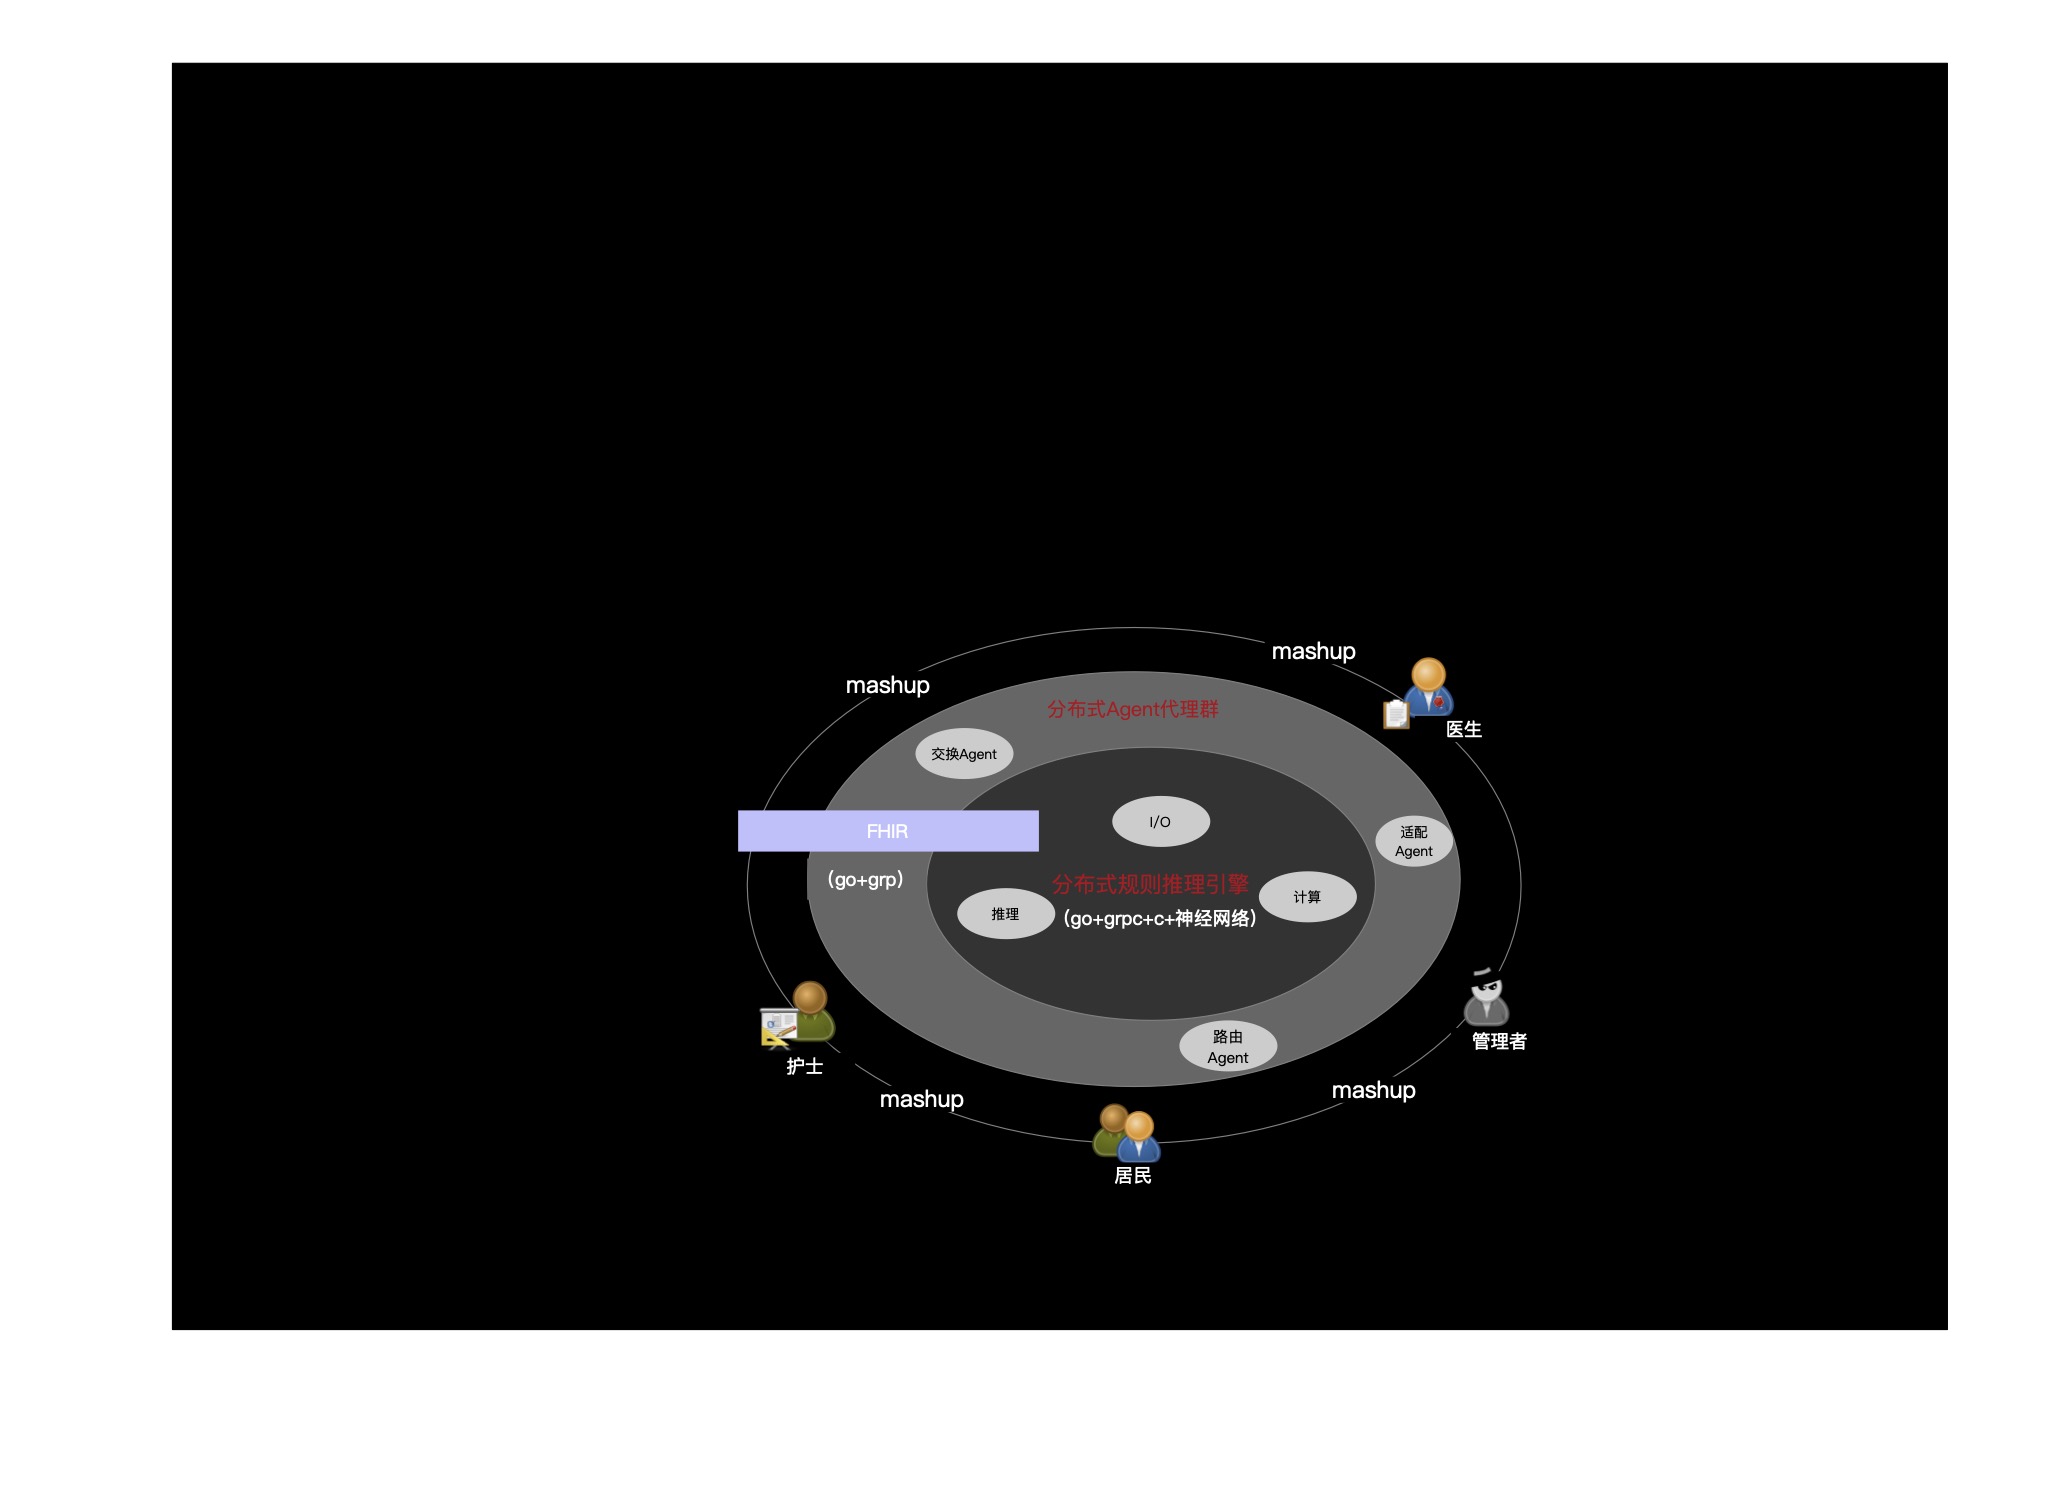 mashup
mashup
医生
分布式Agent代理群
交换Agent
I/O
FHIR
适配
Agent
(go+grp)
分布式规则推理引擎
计算
推理
(go+grpc+c+神经网络)
路由
Agent
管理者
护士
mashup
mashup
居民